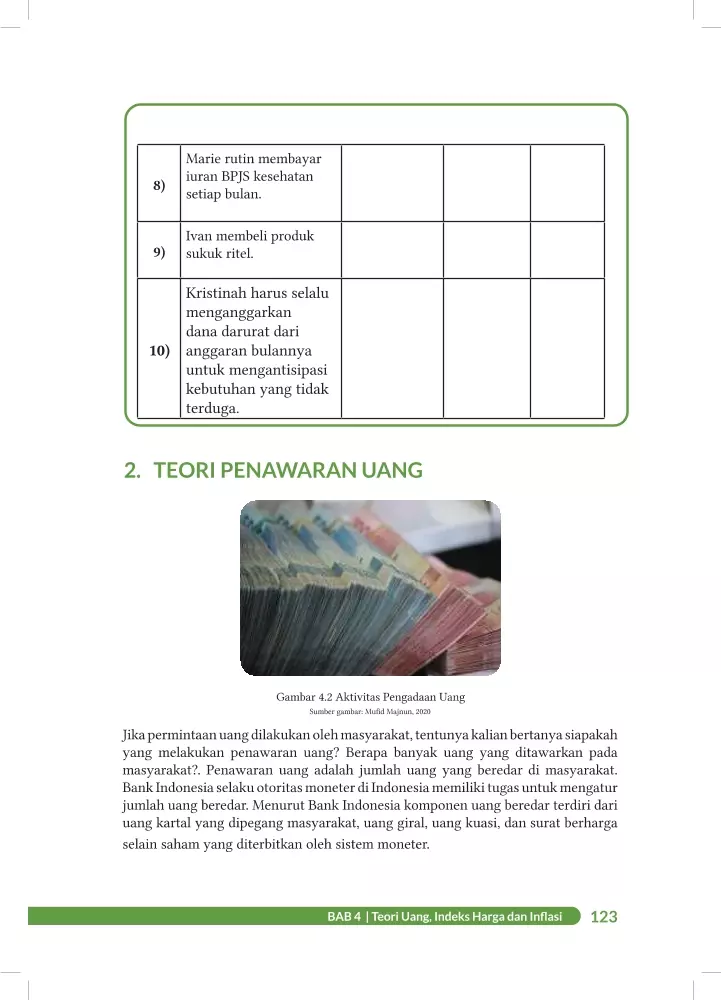 8)
Marie rutin membayar
iuran BPJS kesehatan
setiap bulan.
9)
Ivan membeli produk
sukuk ritel.
10)
Kristinah harus selalu
menganggarkan
dana darurat dari
anggaran bulannya
untuk mengantisipasi
kebutuhan yang tidak
terduga.
2. TEORI PENAWARAN UANG
Gambar 4.2 Aktivitas Pengadaan Uang
Sumber gambar: Mufid Majnun, 2020
Jika permintaan uang dilakukan oleh masyarakat, tentunya kalian bertanya siapakah
yang melakukan penawaran uang? Berapa banyak uang yang ditawarkan pada
masyarakat?. Penawaran uang adalah jumlah uang yang beredar di masyarakat.
Bank Indonesia selaku otoritas moneter di Indonesia memiliki tugas untuk mengatur
jumlah uang beredar. Menurut Bank Indonesia komponen uang beredar terdiri dari
uang kartal yang dipegang masyarakat, uang giral, uang kuasi, dan surat berharga
selain saham yang diterbitkan oleh sistem moneter.
BAB 4 | Teori Uang, Indeks Harga dan Inflasi 123